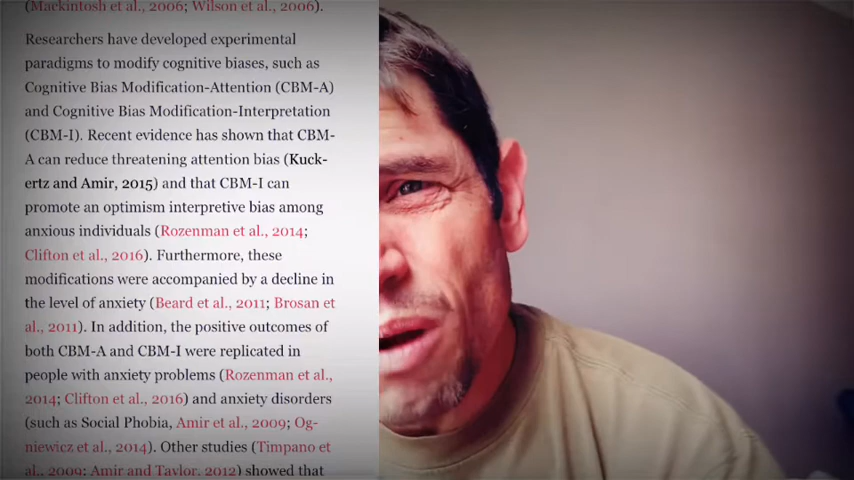 (Mackintosh et al., 2006; Wilson et al., 2006).
Researchers have developed experimental
paradigms to modify cognitive biases, such as
Cognitive Bias Modification-Attention (CBM-A)
and Cognitive Bias Modification-Interpretation
(CBM-I). Recent evidence has shown that CBM-
A can reduce threatening attention bias (Kuck-
ertz and Amir, 2015) and that CBM-I can
promote an optimism interpretive bias among
anxious individuals (Rozenman et al., 2014;
Clifton et al., 2016). Furthermore, these
modifications were accompanied by a decline in
the level of anxiety (Beard et al., 2011; Brosan et
al., 2011). In addition, the positive outcomes of
both CBM-A and CBM-I were replicated in
people with anxiety problems (Rozenman et al.,
2014; Clifton et al., 2016) and anxiety disorders
(such as Social Phobia, Amir et al., 2009; Og-
niewicz et al., 2014). Other studies (Timpano et
al., 2009; Amir and Taylor, 2012) showed that